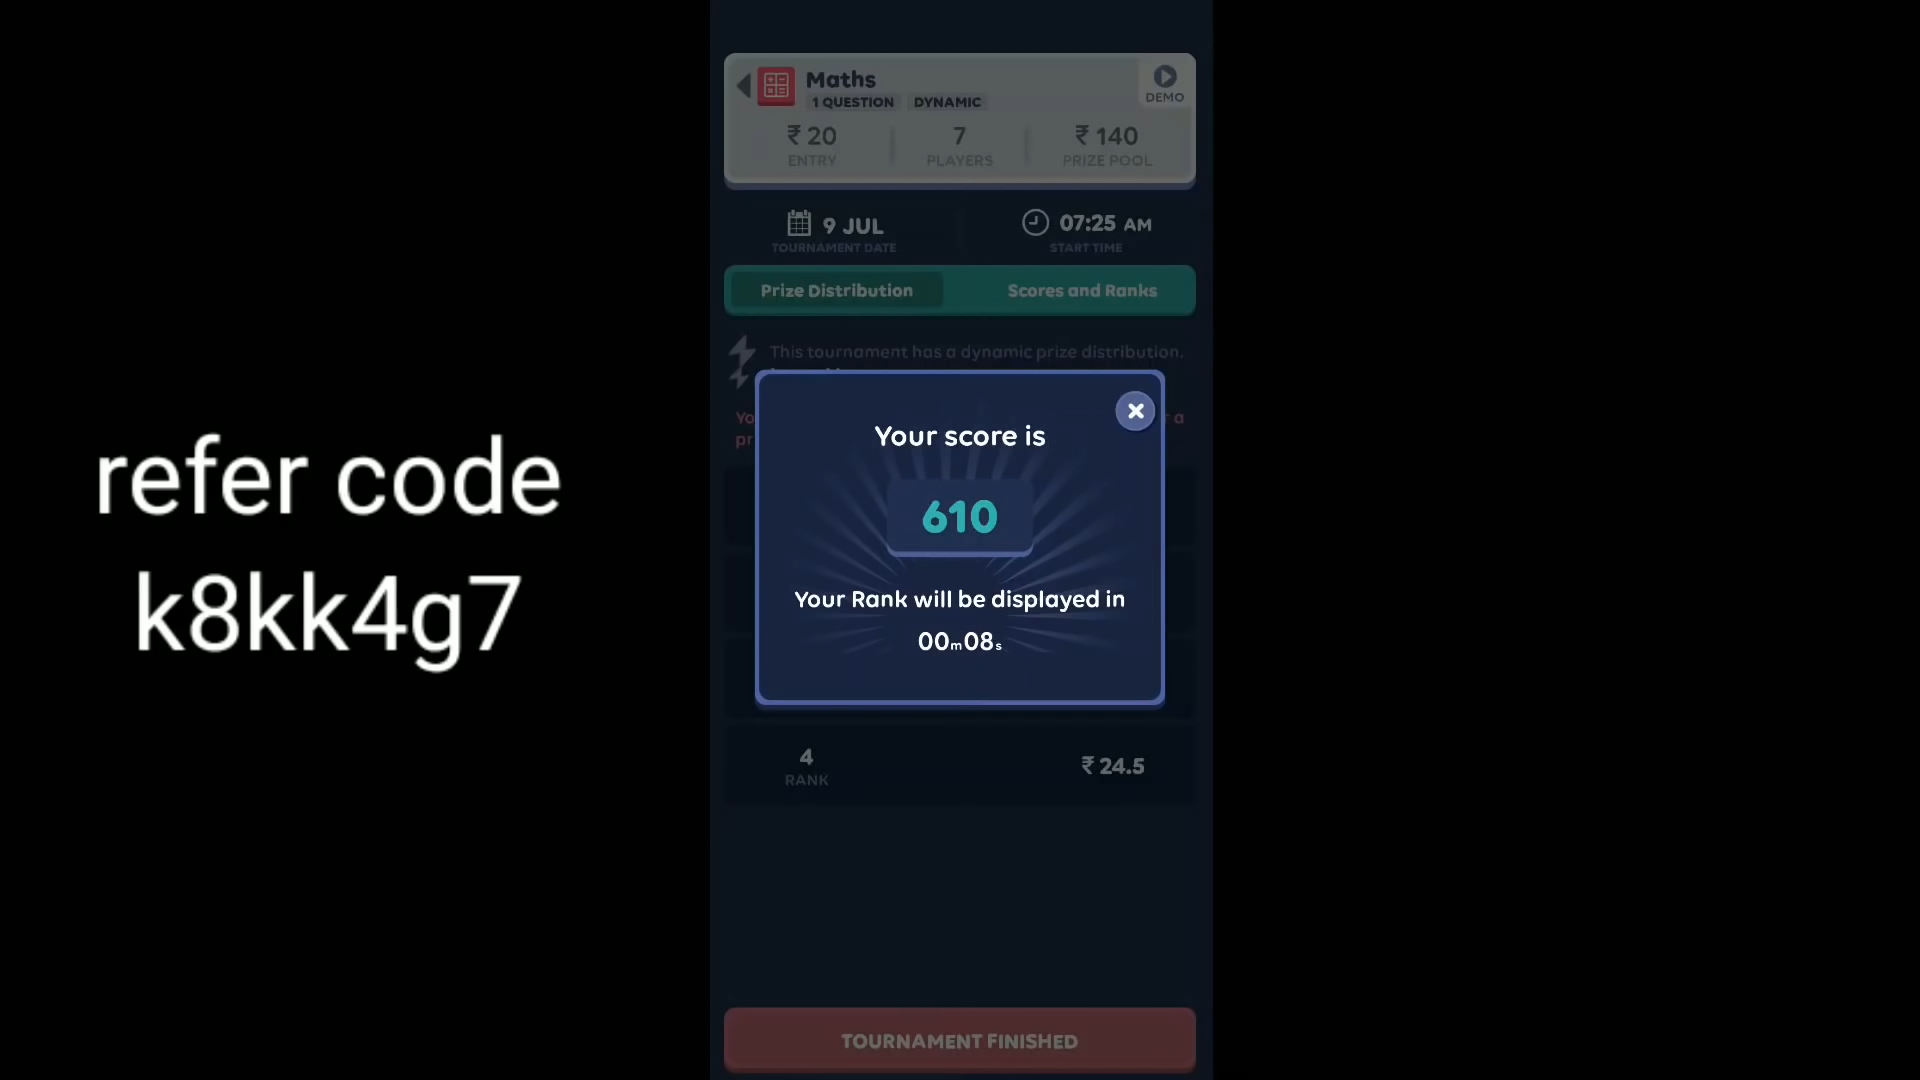 Maths
DEMO
1 QUESTION DYNAMIC
₹ 20 7 ₹ 140
ENTRY PLAYERS PRIZE POOL
9 JUL 07:25 AM
TOURNAMENT DATE START TIME
Prize Distribution Scores and Ranks
This tournament has a dynamic prize distribution.
Your score is
610
Your Rank will be displayed in
00m08s
refer code
k8kk4g7
4 ₹ 24.5
RANK
TOURNAMENT FINISHED